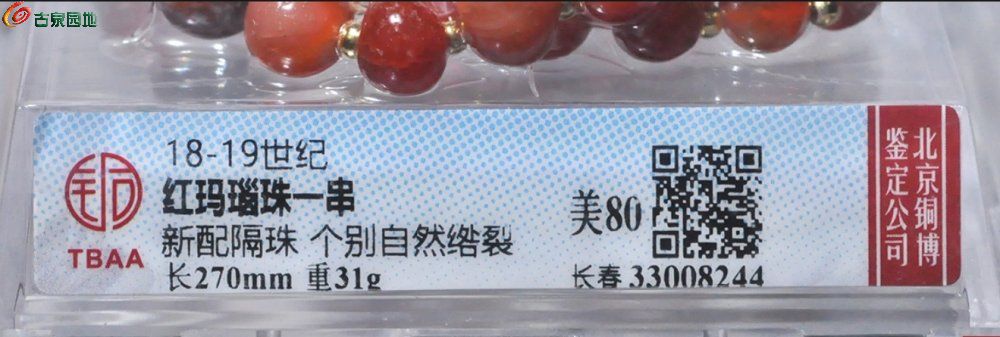 古泉园地
18-19世纪
红玛瑙珠一串
新配隔珠 个别自然绺裂
长270mm 重31g
TBAA
美80
长春 33008244
北京铜博
鉴定公司